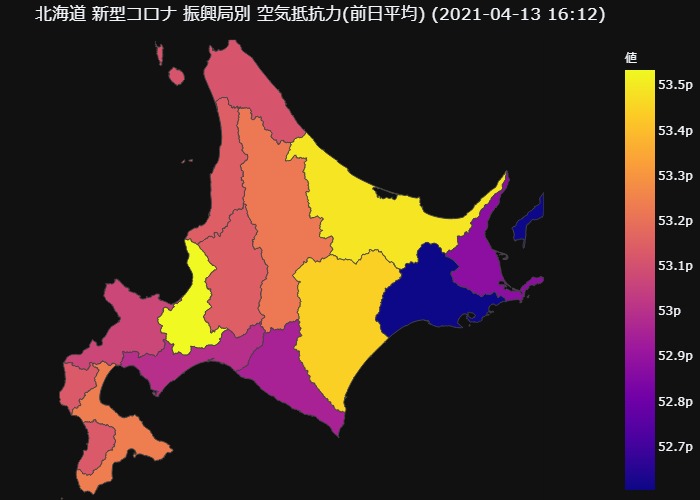 北海道 新型コロナ 振興局別 空気抵抗力(前日平均) (2021-04-13 16:12)
値
53.5p
53.4p
53.3p
53.2p
53.1p
53p
52.9p
52.8p
52.7p